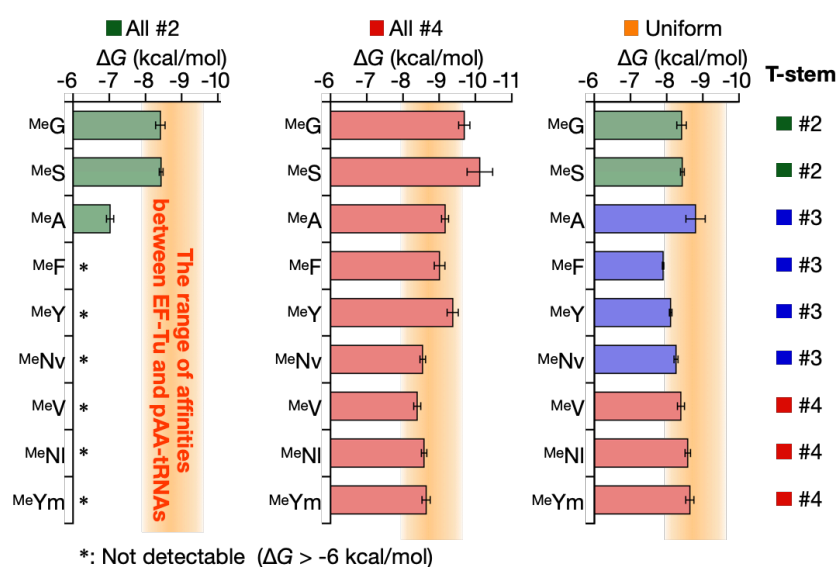 All #2
All #4
Uniform
ΔG (kcal/mol)
ΔG (kcal/mol)
ΔG (kcal/mol)
T-stem
-6 -7 -8 -9 -10
-6 -7 -8 -9 -10 -11
-6 -7 -8 -9 -10
MeG
MeS
MeA
MeF *
MeY *
MeNv *
MeV *
MeNl *
MeYm *
The range of affinities
between EF-Tu and pAA-tRNAs
MeG
MeS
MeA
MeF
MeY
MeNv
MeV
MeNl
MeYm
MeG
MeS
MeA
MeF
MeY
MeNv
MeV
MeNl
MeYm
#2
#2
#3
#3
#3
#3
#4
#4
#4
*: Not detectable (ΔG > -6 kcal/mol)